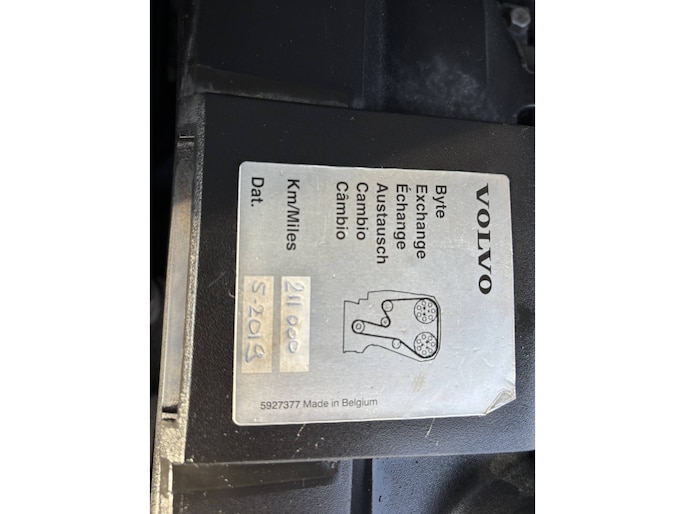 VOLVO
Byte
Exchange
Échange
Austausch
Cambio
Câmbio
Km/Miles 211 000
Dat. 5-2019
5927377 Made in Belgium